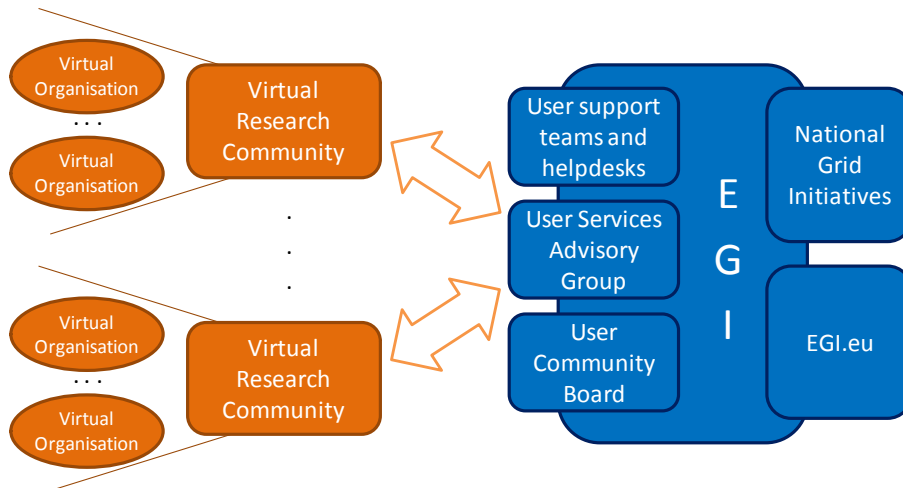 Virtual
Organisation
. . .
Virtual
Organisation
Virtual
Research
Community
.
.
.
Virtual
Organisation
...
Virtual
Organisation
Virtual
Research
Community
User support
teams and
helpdesks
User Services
Advisory
Group
User
Community
Board
E
G
I
National
Grid
Initiatives
EGI.eu